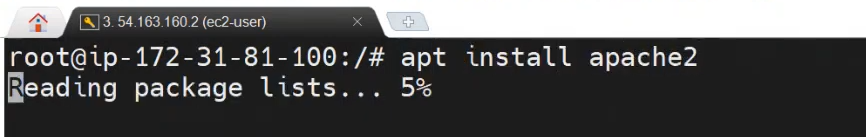 3. 54.163.160.2 (ec2-user)
root@ip-172-31-81-100:/# apt install apache2
Reading package lists... 5%